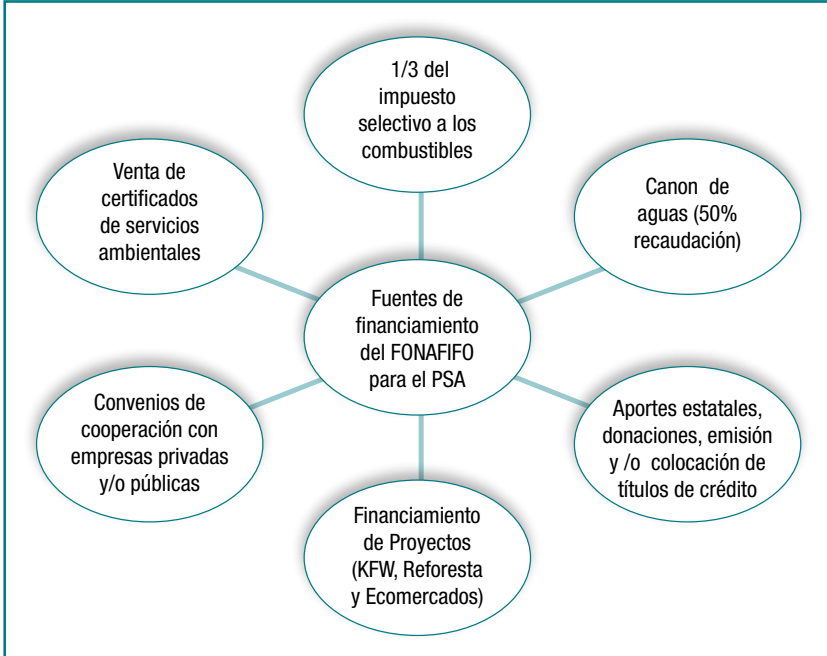 1/3 del
impuesto
selectivo a los
combustibles
Venta de
certificados
de servicios
ambientales
Canon de
aguas (50%
recaudación)
Fuentes de
financiamiento
del FONAFIFO
para el PSA
Convenios de
cooperación con
empresas privadas
y/o públicas
Aportes estatales,
donaciones, emisión
y /o colocación de
títulos de crédito
Financiamiento
de Proyectos
(KFW, Reforesta
y Ecomercados)